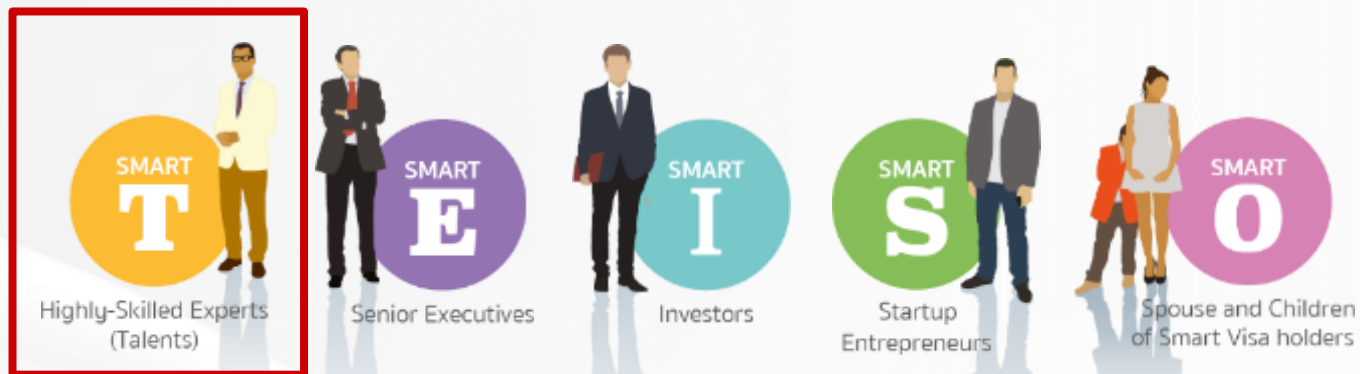 SMART
T
Highly-Skilled Experts
(Talents)
SMART
E
Senior Executives
SMART
I
Investors
SMART
S
Startup
Entrepreneurs
SMART
O
Spouse and Children
of Smart Visa holders